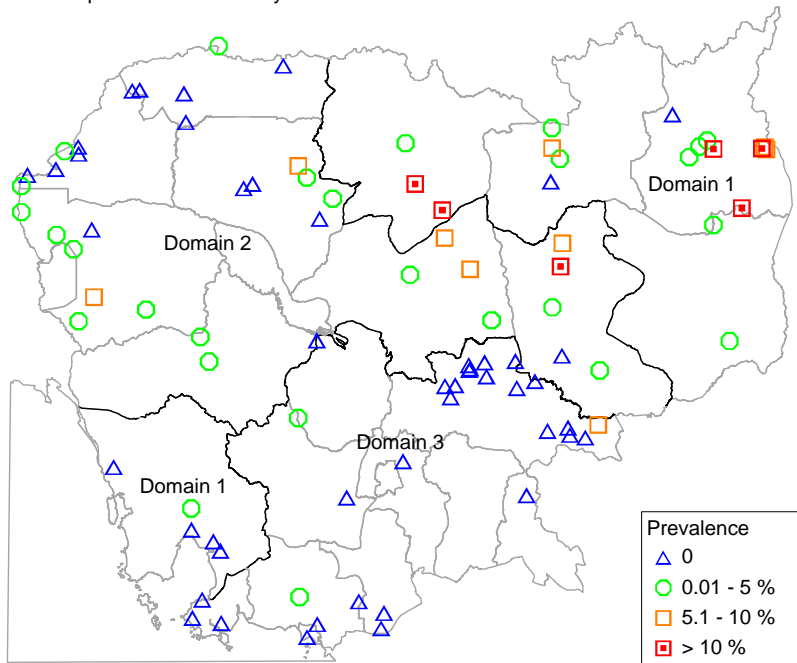 Domain 1
Domain 2
Domain 3
Domain 1
Prevalence
0
0.01 - 5 %
5.1 - 10 %
> 10 %